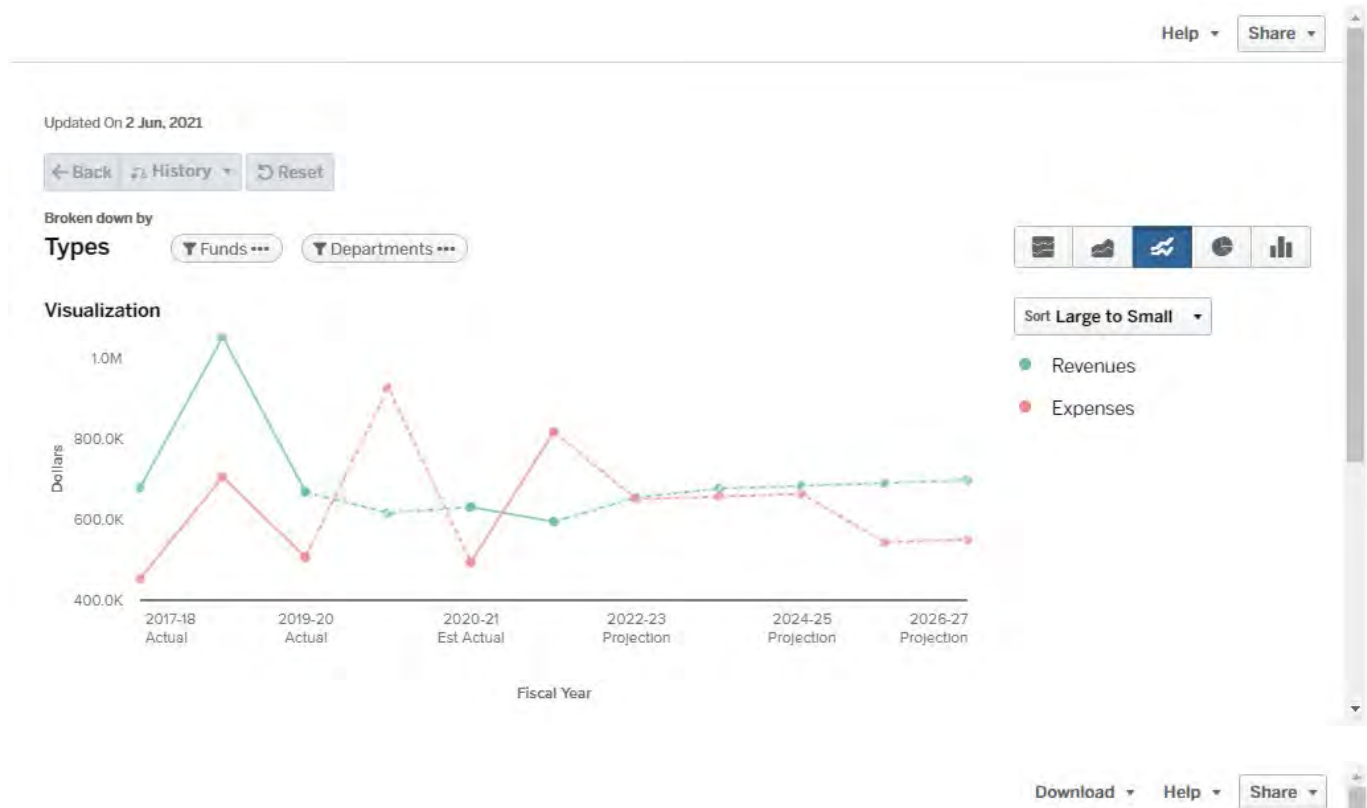 Help Share
Updated On 2 Jun, 2021
Back History Reset
Broken down by
Types Funds ••• Departments •••
Visualization
Sort Large to Small
Revenues
Expenses
1.0M
800.0K
600.0K
400.0K
Dollars
2017-18 2019-20 2020-21 2022-23 2024-25 2026-27
Actual Actual Est Actual Projection Projection Projection
Fiscal Year
Download Help Share